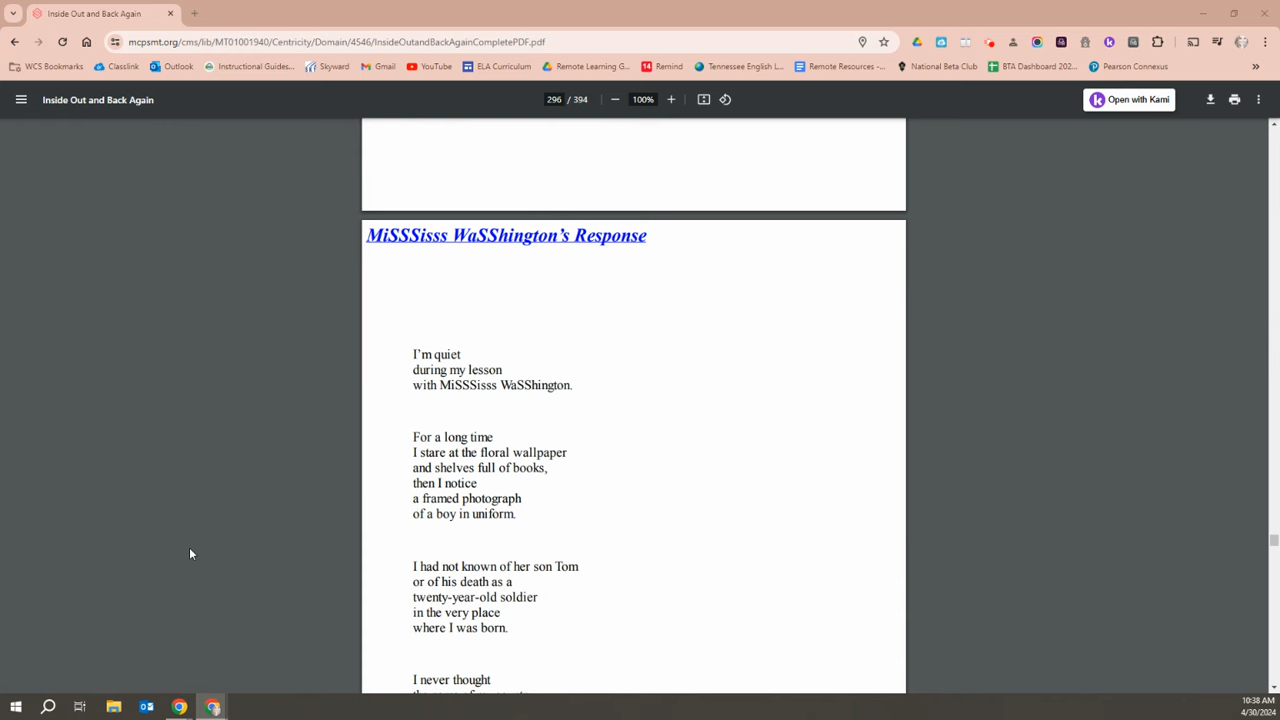 Inside Out and Back Again
mcpsmt.org/cms/lib/MT01001940/Centricity/Domain/4546/InsideOutandBackAgainCompletePDF.pdf
WCS Bookmarks
Classlink
Outlook
Instructional Guides...
Skyward
Gmail
YouTube
ELA Curriculum
Remote Learning G...
Remind
Tennessee English L...
Remote Resources -...
National Beta Club
BTA Dashboard 202...
Pearson Connexus
Inside Out and Back Again
296 / 394
100%
Open with Kami
MiSSSisss WaSShington's Response
I'm quiet
during my lesson
with MiSSSisss WaSShington.
For a long time
I stare at the floral wallpaper
and shelves full of books,
then I notice
a framed photograph
of a boy in uniform.
I had not known of her son Tom
or of his death as a
twenty-year-old soldier
in the very place
where I was born.
I never thought
10:38 AM
4/30/2024